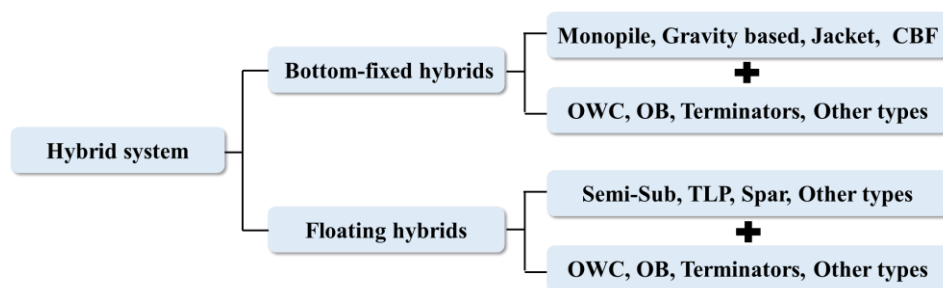 Hybrid system
Bottom-fixed hybrids
Monopile, Gravity based, Jacket, CBF
OWC, OB, Terminators, Other types
Floating hybrids
Semi-Sub, TLP, Spar, Other types
OWC, OB, Terminators, Other types